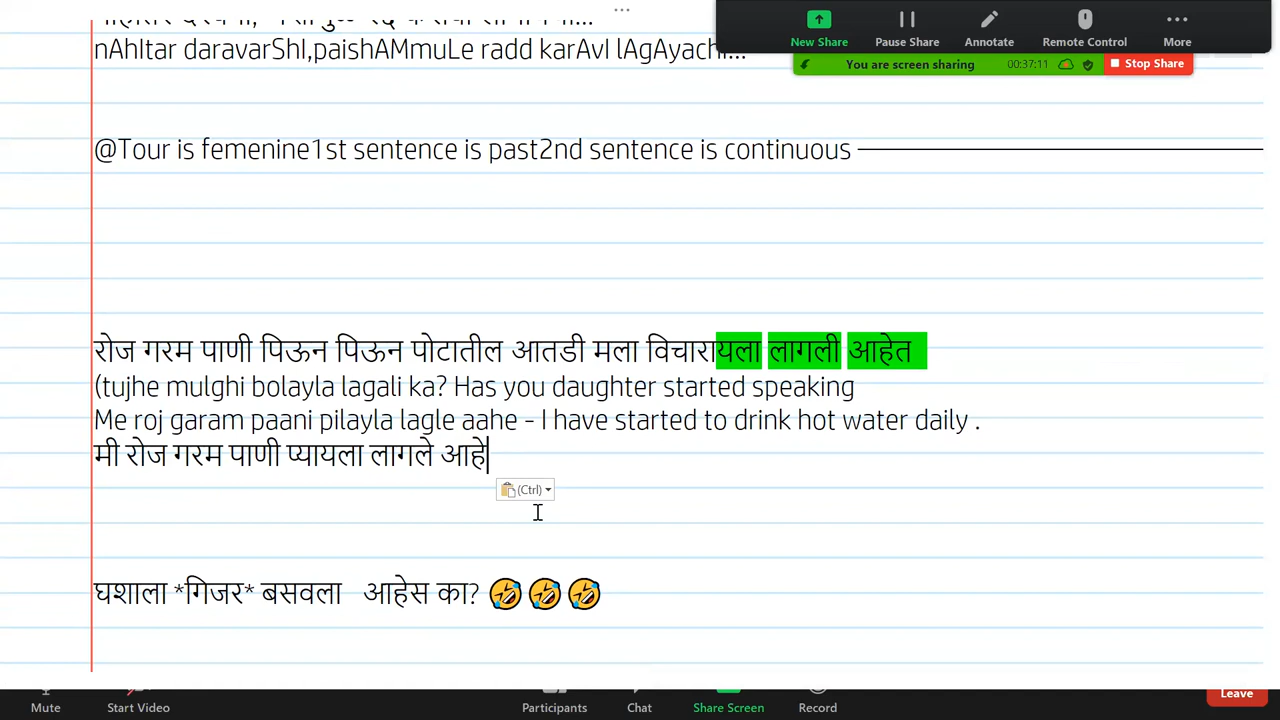 New Share
Pause Share
Annotate
Remote Control
More
You are screen sharing
00:37:11
Stop Share
nAhItar daravarShI,paishAMmuLe radd karAvI lAgAyachI...
@Tour is femenine1st sentence is past2nd sentence is continuous
रोज गरम पाणी पिऊन पिऊन पोटातील आतडी मला विचारायला लागली आहेत
(tujhe mulghi bolayla lagali ka? Has you daughter started speaking
Me roj garam paani pilayla lagle aahe - I have started to drink hot water daily .
मी रोज गरम पाणी प्यायला लागले आहे
(Ctrl)
घशाला *गिजर* बसवला आहेस का? 🤣🤣🤣
Mute
Start Video
Participants
Chat
Share Screen
Record
Leave